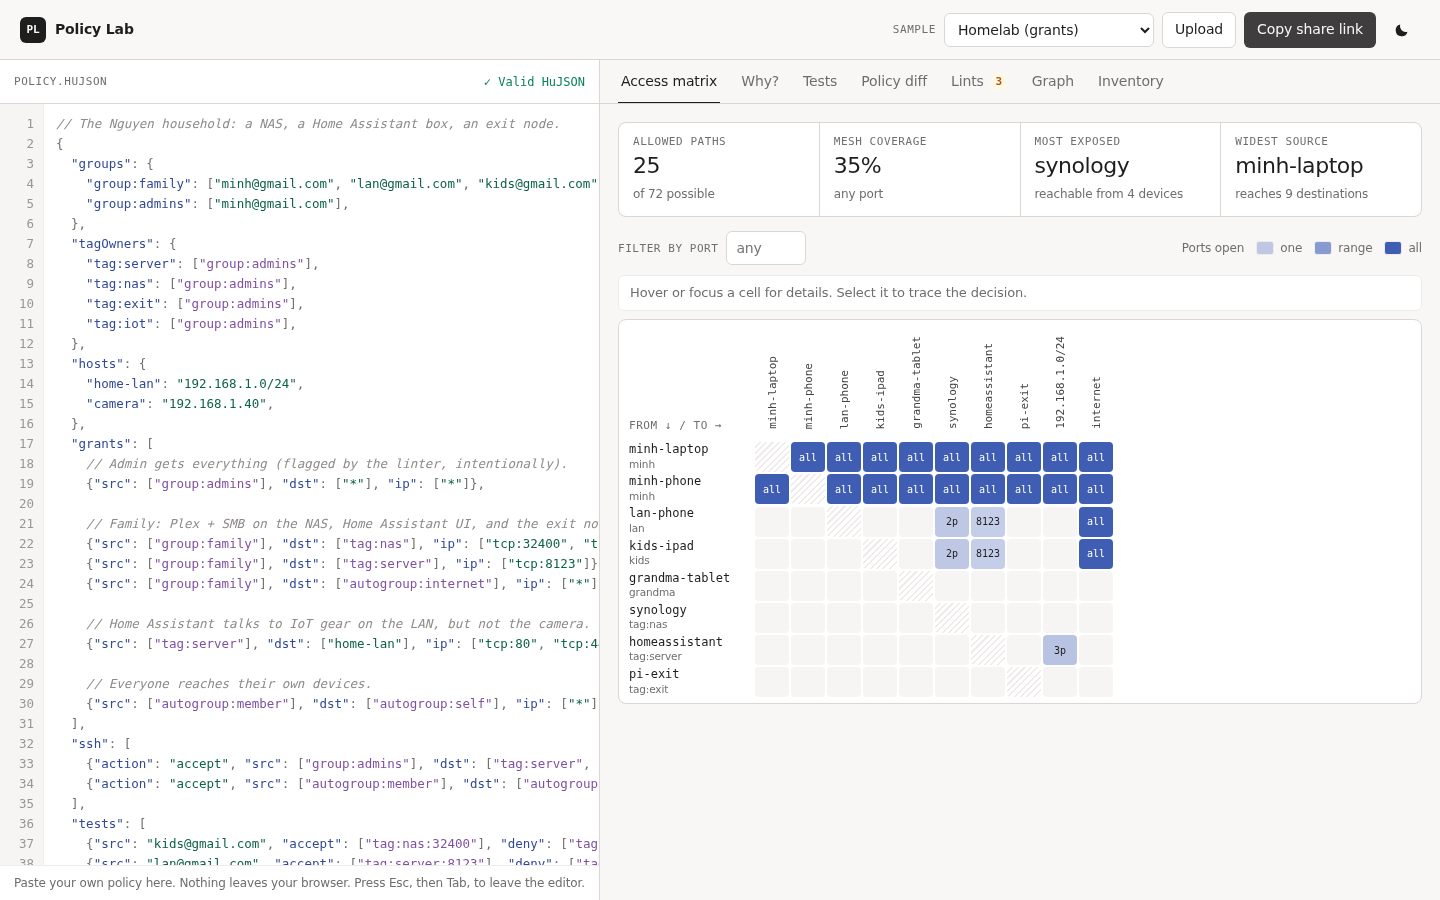 PL Policy Lab SAMPLE Homelab (grants) Upload Copy share link
POLICY.HUJSON ✓ Valid HuJSON
1 // The Nguyen household: a NAS, a Home Assistant box, an exit node.
2 {
3 "groups": {
4 "group:family": ["minh@gmail.com", "lan@gmail.com", "kids@gmail.com"
5 "group:admins": ["minh@gmail.com"],
6 },
7 "tagOwners": {
8 "tag:server": ["group:admins"],
9 "tag:nas": ["group:admins"],
10 "tag:exit": ["group:admins"],
11 "tag:iot": ["group:admins"],
12 },
13 "hosts": {
14 "home-lan": "192.168.1.0/24",
15 "camera": "192.168.1.40",
16 },
17 "grants": [
18 // Admin gets everything (flagged by the linter, intentionally).
19 {"src": ["group:admins"], "dst": ["*"], "ip": ["*"]},
20
21 // Family: Plex + SMB on the NAS, Home Assistant UI, and the exit no
22 {"src": ["group:family"], "dst": ["tag:nas"], "ip": ["tcp:32400", "t
23 {"src": ["group:family"], "dst": ["tag:server"], "ip": ["tcp:8123"]}
24 {"src": ["group:family"], "dst": ["autogroup:internet"], "ip": ["*"]
25
26 // Home Assistant talks to IoT gear on the LAN, but not the camera.
27 {"src": ["tag:server"], "dst": ["home-lan"], "ip": ["tcp:80", "tcp:4
28
29 // Everyone reaches their own devices.
30 {"src": ["autogroup:member"], "dst": ["autogroup:self"], "ip": ["*"]
31 ],
32 "ssh": [
33 {"action": "accept", "src": ["group:admins"], "dst": ["tag:server",
34 {"action": "accept", "src": ["autogroup:member"], "dst": ["autogroup
35 ],
36 "tests": [
37 {"src": "kids@gmail.com", "accept": ["tag:nas:32400"], "deny": ["tag
38 {"src": "lan@gmail.com", "accept": ["tag:server:8123"], "deny": ["ta
Paste your own policy here. Nothing leaves your browser. Press Esc, then Tab, to leave the editor.
Access matrix Why? Tests Policy diff Lints 3 Graph Inventory
ALLOWED PATHS MESH COVERAGE MOST EXPOSED WIDEST SOURCE
25 35% synology minh-laptop
of 72 possible any port reachable from 4 devices reaches 9 destinations
FILTER BY PORT any Ports open one range all
Hover or focus a cell for details. Select it to trace the decision.
FROM ↓ / TO → minh-laptop minh-phone lan-phone kids-ipad grandma-tablet synology homeassistant pi-exit 192.168.1.0/24 internet
minh-laptop all all all all all all all all all
minh
minh-phone all all all all all all all all all
minh
lan-phone 2p 8123 all
lan
kids-ipad 2p 8123 all
kids
grandma-tablet
grandma
synology
tag:nas
homeassistant 3p
tag:server
pi-exit
tag:exit